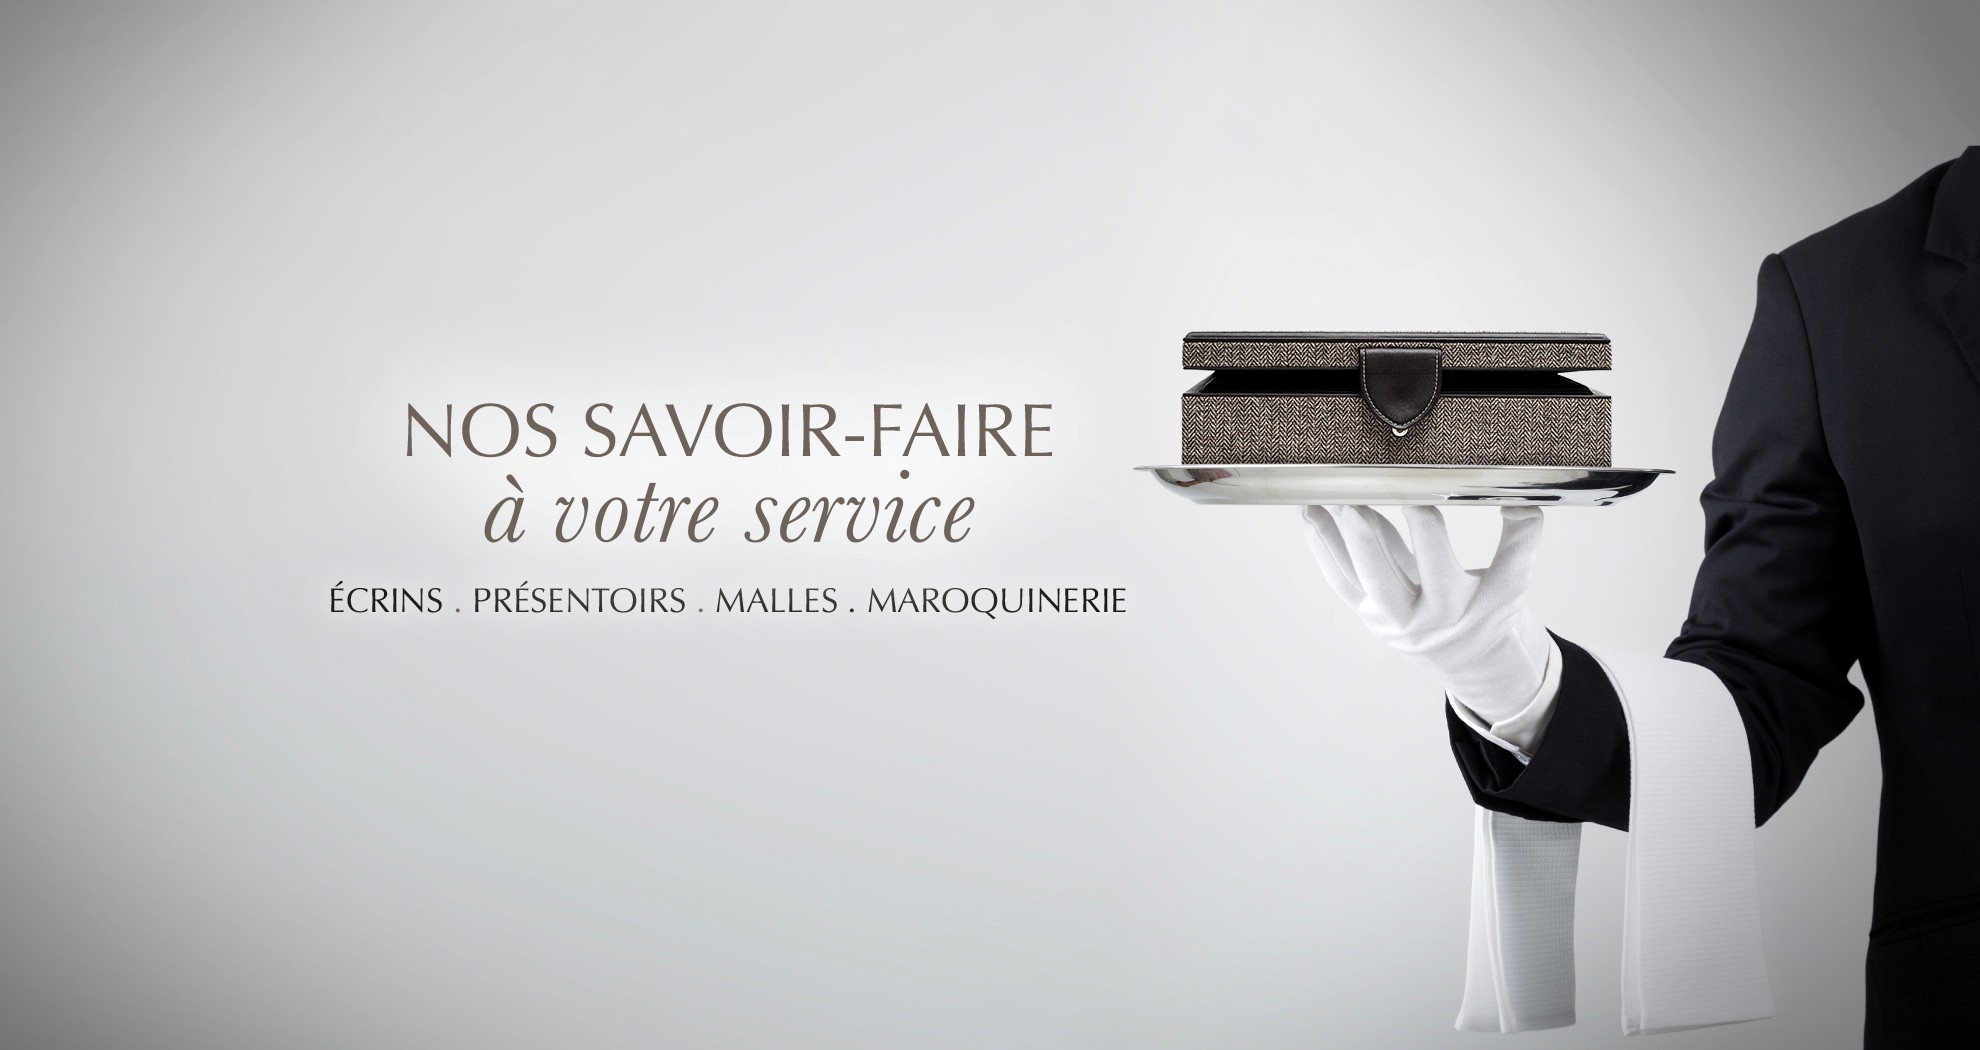 NOS SAVOIR-FAIRE
à votre service
ÉCRINS . PRÉSENTOIRS . MALLES . MAROQUINERIE